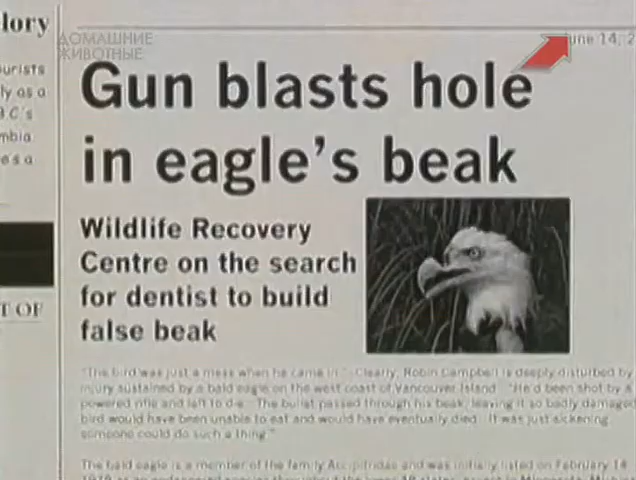 lory
ДОМАШНИЕ
ЖИВОТНЫЕ
June 14, 2
urists
ly as a
B.C.'s
mbia
e's a
T OF
Gun blasts hole
in eagle's beak
Wildlife Recovery
Centre on the search
for dentist to build
false beak
"The bird was just a mess when he came in." Clearly, Robin Campbell is deeply disturbed by
injury sustained by a bald eagle on the west coast of Vancouver Island. "He'd been shot by a
powered rifle and left to die. The bullet passed through his beak, leaving it so badly damaged
bird would have been unable to eat and would have eventually died. It was just sickening
someone could do such a thing."
The bald eagle is a member of the family Accipitridae and was initially listed on February 14